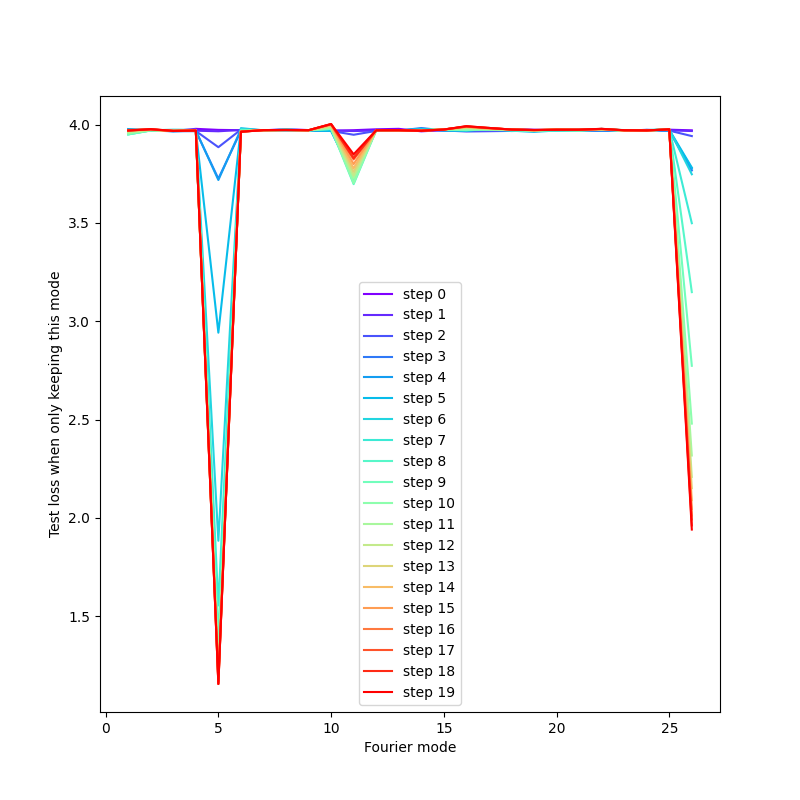 4.0
3.5
3.0
2.5
2.0
1.5
Test loss when only keeping this mode
step 0
step 1
step 2
step 3
step 4
step 5
step 6
step 7
step 8
step 9
step 10
step 11
step 12
step 13
step 14
step 15
step 16
step 17
step 18
step 19
0 5 10 15 20 25
Fourier mode